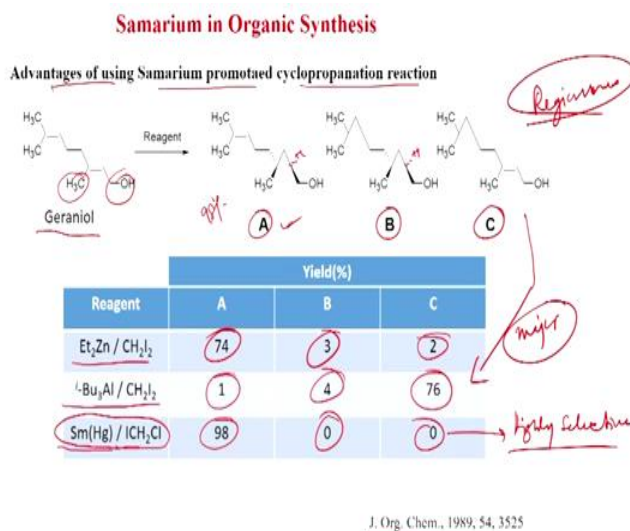 Samarium in Organic Synthesis
Advantages of using Samarium promotaed cyclopropanation reaction
H₃C
H₃C
H₃C
OH
Geraniol
Reagent
H₃C
H₃C
H
H₃C
OH
A
H₃C
H₃C
H
H₃C
OH
B
H₃C
H₃C
H₃C
OH
C
major
Yield(%)
Reagent A B C
Et₂Zn / CH₂I₂ 74 3 2
ⁱ-Bu₃Al / CH₂I₂ 1 4 76
Sm(Hg) / ICH₂Cl 98 0 0
Highly Selective
J. Org. Chem., 1989, 54, 3525